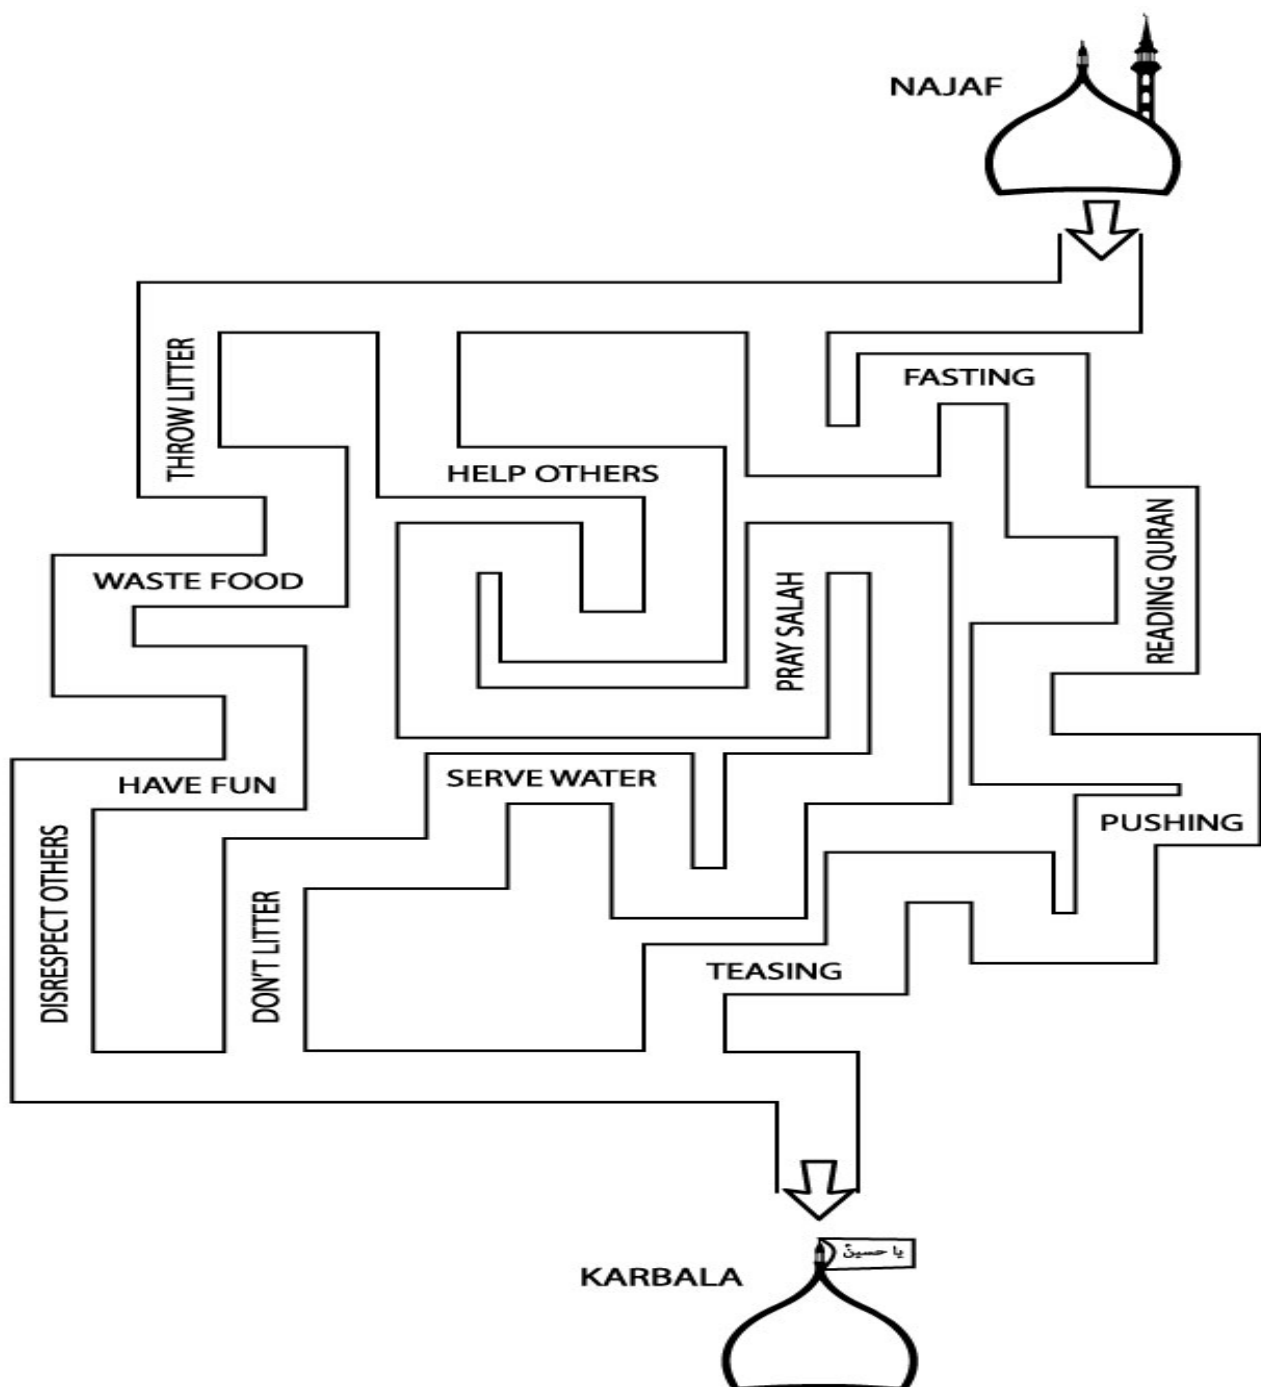 NAJAF
THROW LITTER
FASTING
HELP OTHERS
READING QURAN
WASTE FOOD
PRAY SALAH
HAVE FUN
SERVE WATER
PUSHING
DISRESPECT OTHERS
DON'T LITTER
TEASING
يا حسينؑ
KARBALA